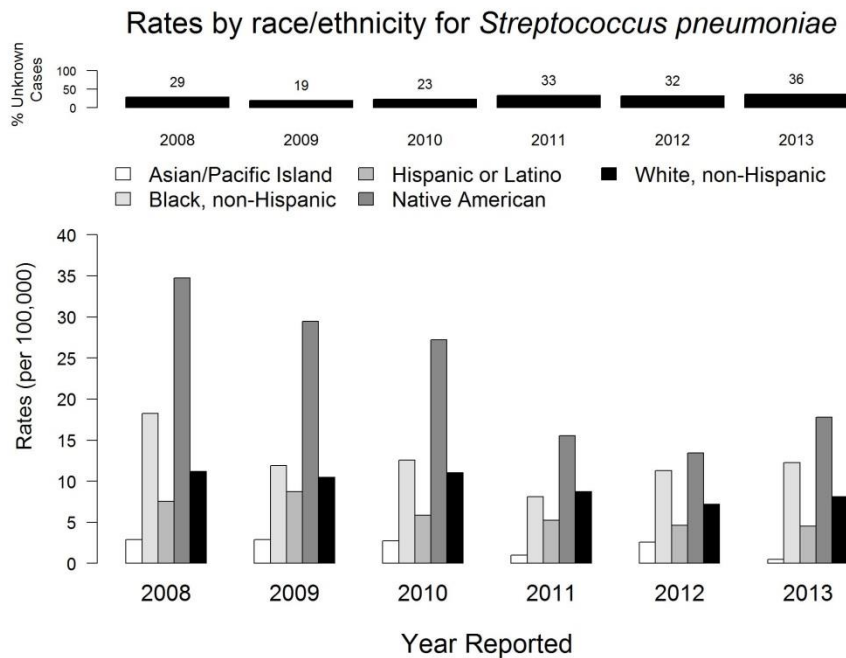 Rates by race/ethnicity for Streptococcus pneumoniae
% Unknown
Cases
100
50
0
29 19 23 33 32 36
2008 2009 2010 2011 2012 2013
Asian/Pacific Island Hispanic or Latino White, non-Hispanic
Black, non-Hispanic Native American
Rates (per 100,000)
40
35
30
25
20
15
10
5
0
2008 2009 2010 2011 2012 2013
Year Reported